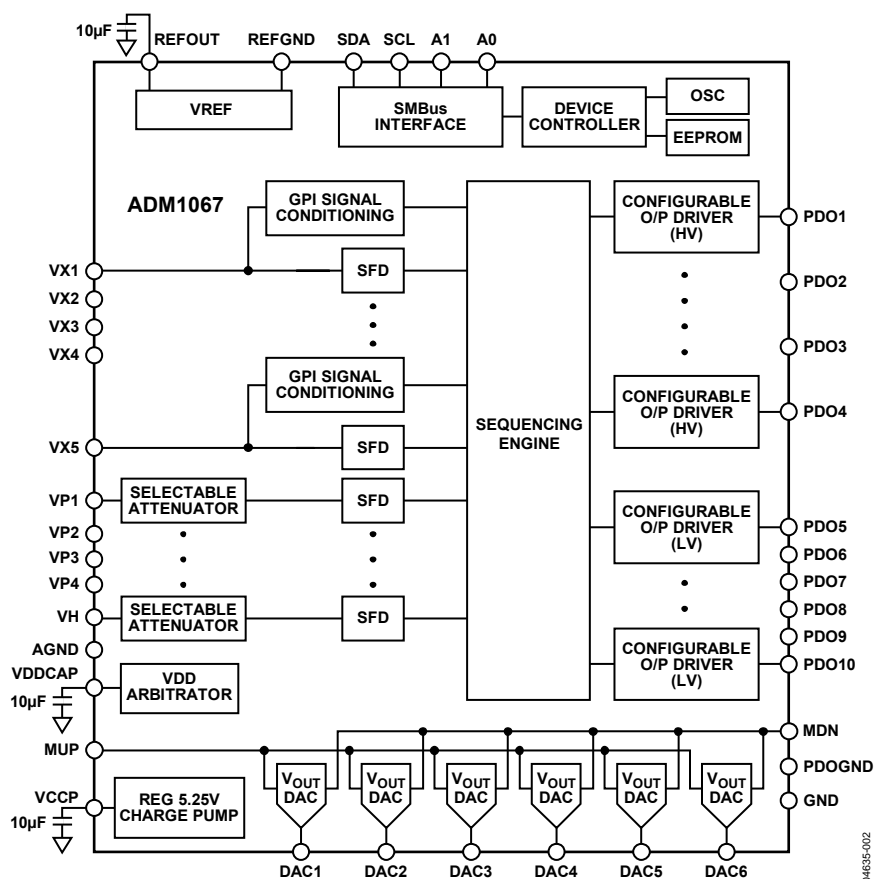 10µF
REFOUT REFGND SDA SCL A1 A0
VREF
SMBus
INTERFACE
DEVICE
CONTROLLER
OSC
EEPROM
ADM1067
GPI SIGNAL
CONDITIONING
SEQUENCING
ENGINE
CONFIGURABLE
O/P DRIVER
(HV)
PDO1
VX1
SFD
PDO2
VX2
VX3
VX4
PDO3
GPI SIGNAL
CONDITIONING
CONFIGURABLE
O/P DRIVER
(HV)
PDO4
VX5
SFD
VP1
SELECTABLE
ATTENUATOR
SFD
CONFIGURABLE
O/P DRIVER
(LV)
PDO5
VP2
VP3
VP4
PDO6
PDO7
PDO8
VH
SELECTABLE
ATTENUATOR
SFD
PDO9
AGND
CONFIGURABLE
O/P DRIVER
(LV)
PDO10
VDDCAP
10µF
VDD
ARBITRATOR
MDN
MUP
PDOGND
VCCP
10µF
REG 5.25V
CHARGE PUMP
VOUT
DAC
VOUT
DAC
VOUT
DAC
VOUT
DAC
VOUT
DAC
VOUT
DAC
GND
DAC1 DAC2 DAC3 DAC4 DAC5 DAC6
04635-002